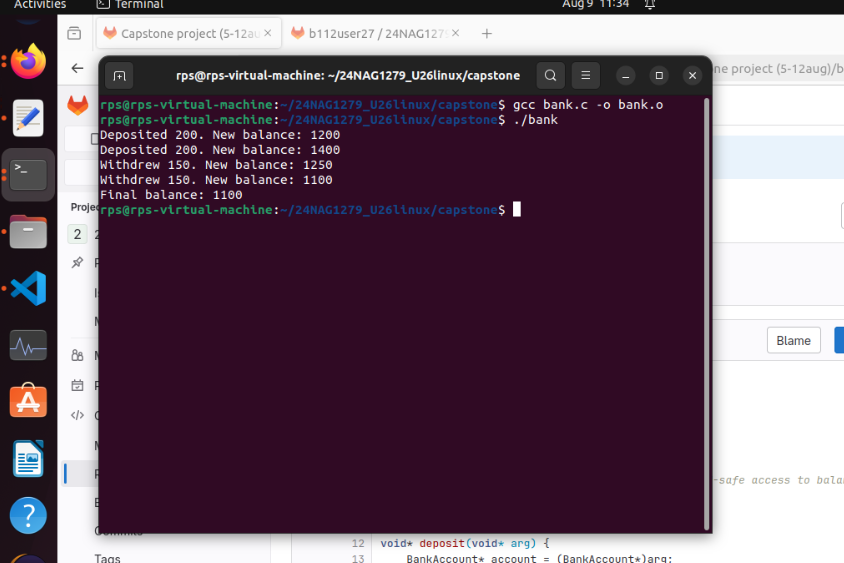 Activities
Terminal
Aug 9 11:34
Capstone project (5-12au
b112user27 / 24NAG127
ne project (5-12aug)/b
rps@rps-virtual-machine: ~/24NAG1279_U26linux/capstone
rps@rps-virtual-machine:~/24NAG1279_U26linux/capstone$ gcc bank.c -o bank.o
rps@rps-virtual-machine:~/24NAG1279_U26linux/capstone$ ./bank
Deposited 200. New balance: 1200
Deposited 200. New balance: 1400
Withdrew 150. New balance: 1250
Withdrew 150. New balance: 1100
Final balance: 1100
rps@rps-virtual-machine:~/24NAG1279_U26linux/capstone$
Projec
2 2
Blame
-safe access to balan
Commits
12 void* deposit(void* arg) {
13 BankAccount* account = (BankAccount*)arg;
Tags